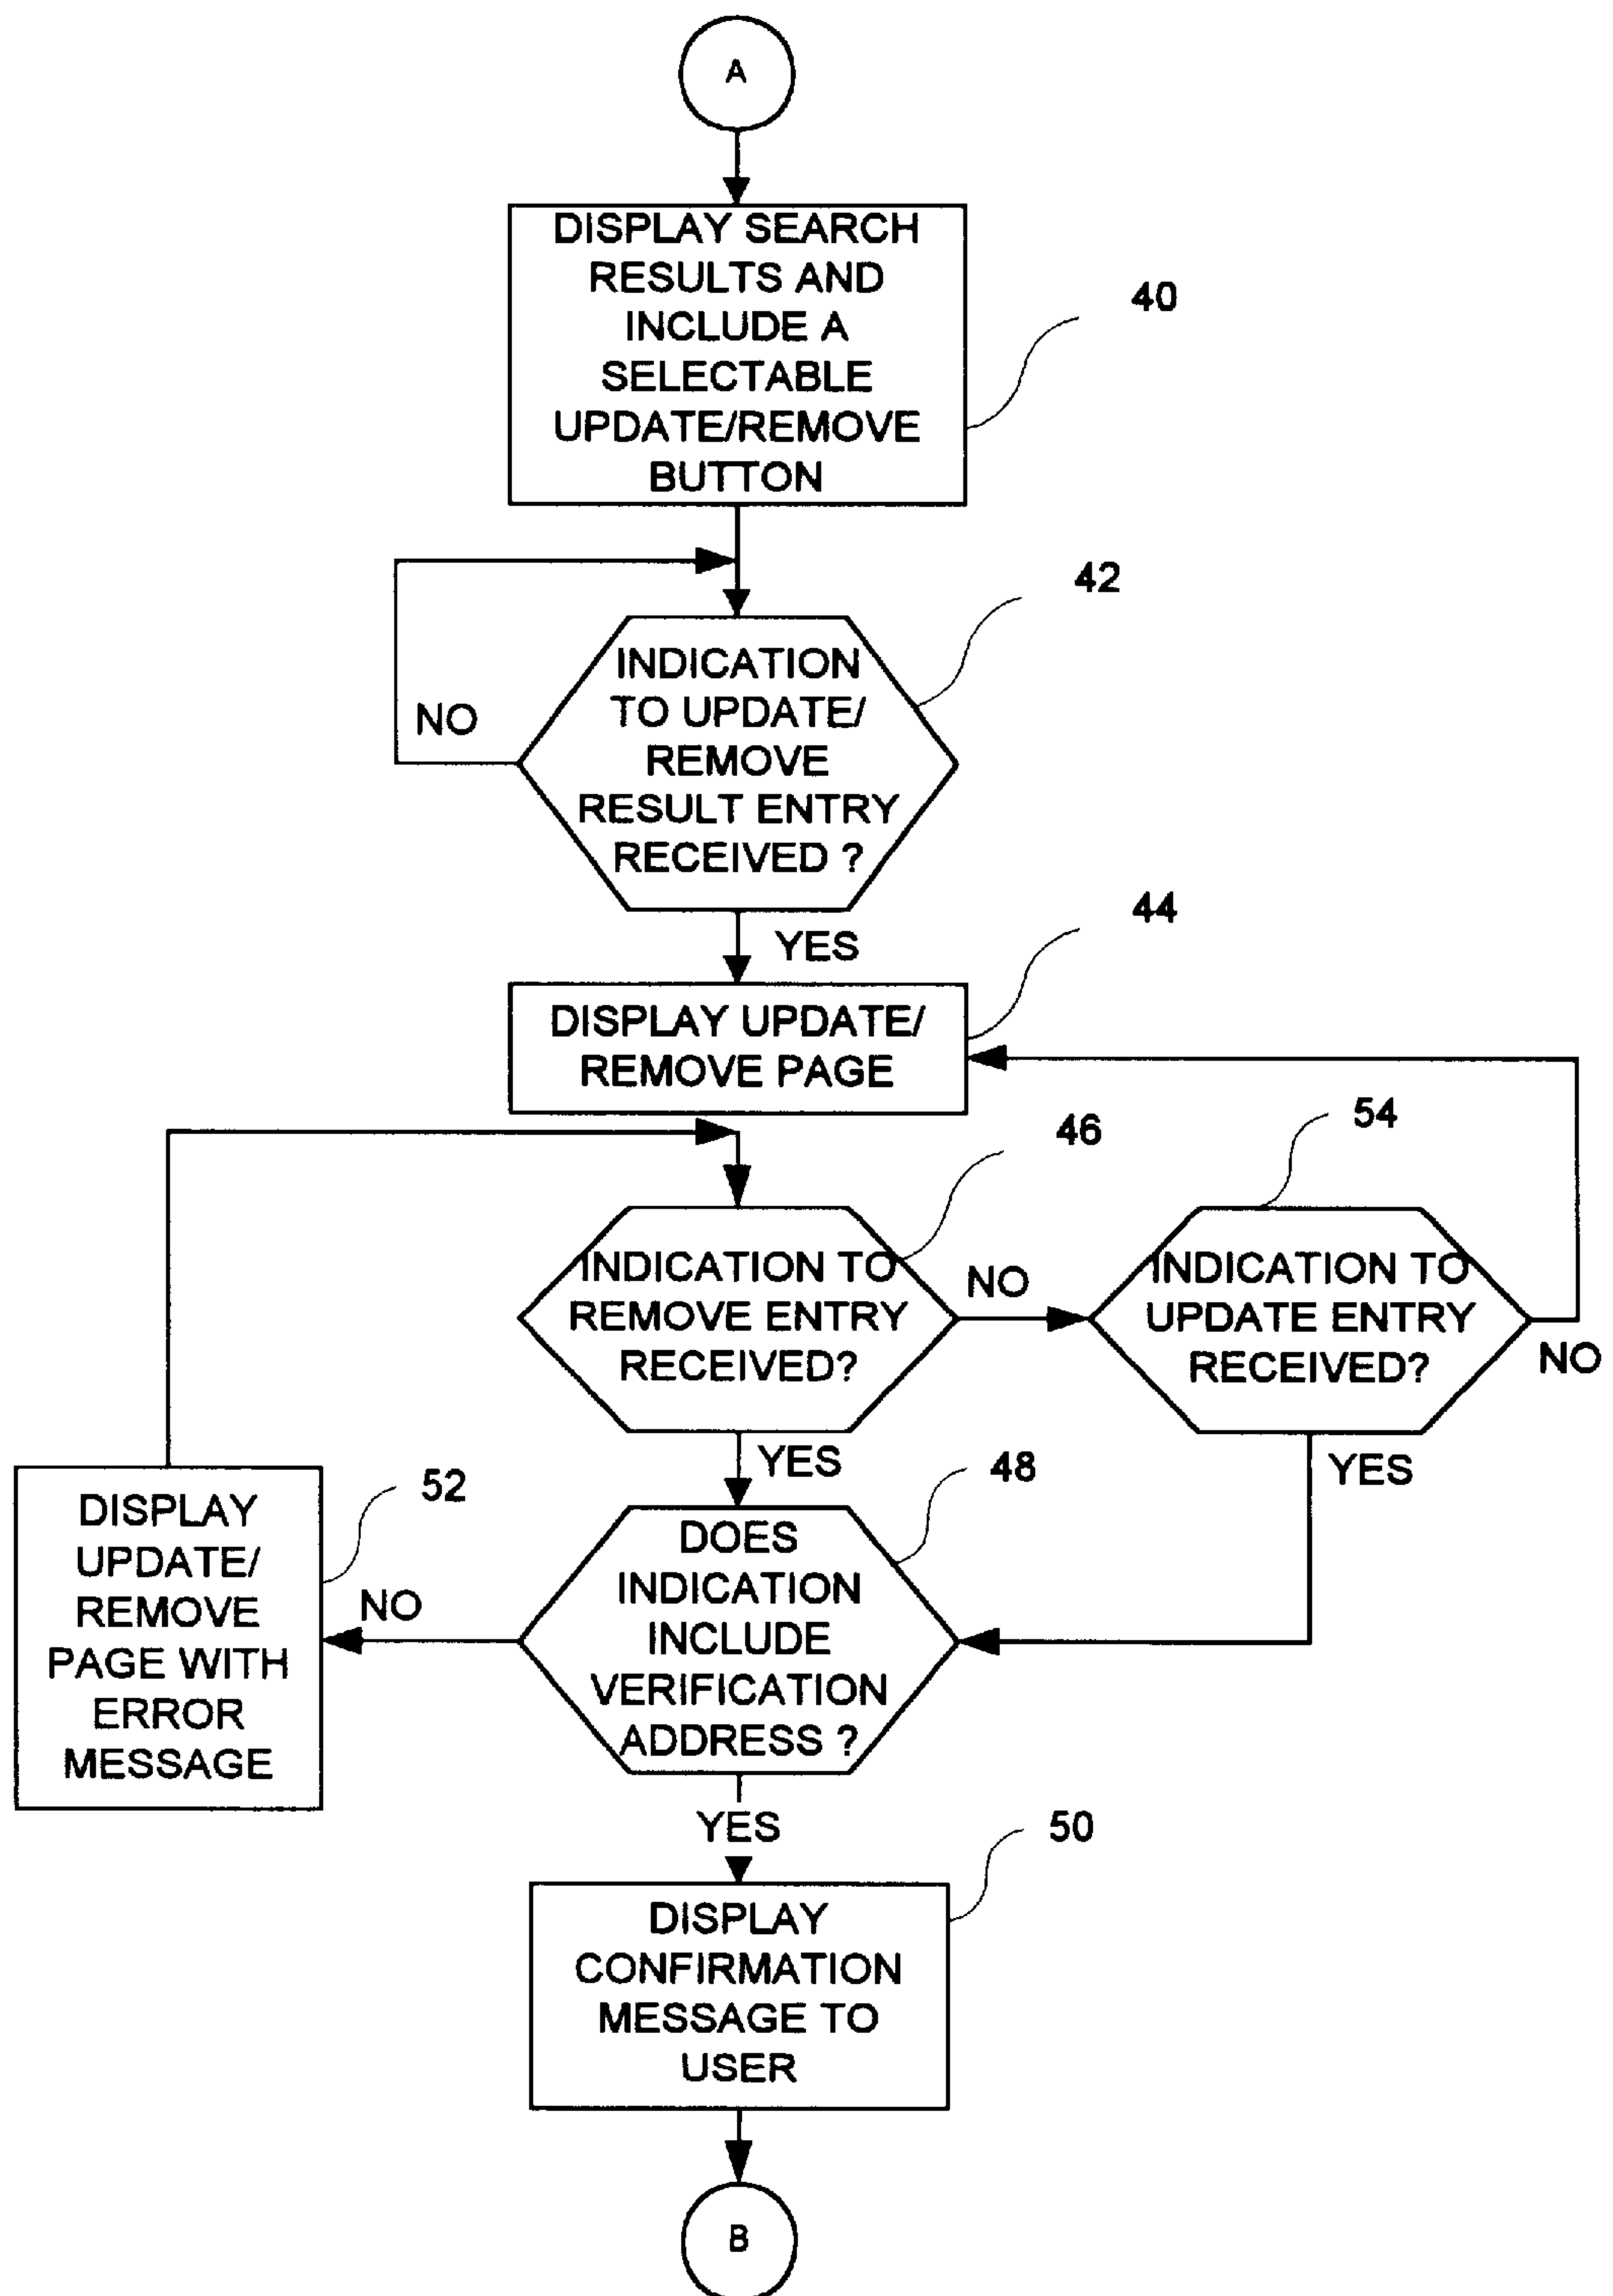 A
DISPLAY SEARCH
RESULTS AND
INCLUDE A
SELECTABLE
UPDATE/REMOVE
BUTTON
40
42
INDICATION
TO UPDATE/
REMOVE
RESULT ENTRY
RECEIVED ?
NO
YES
44
DISPLAY UPDATE/
REMOVE PAGE
46
54
INDICATION TO
REMOVE ENTRY
RECEIVED?
NO
INDICATION TO
UPDATE ENTRY
RECEIVED?
NO
YES
YES
48
52
DISPLAY
UPDATE/
REMOVE
PAGE WITH
ERROR
MESSAGE
NO
DOES
INDICATION
INCLUDE
VERIFICATION
ADDRESS ?
YES
50
DISPLAY
CONFIRMATION
MESSAGE TO
USER
B